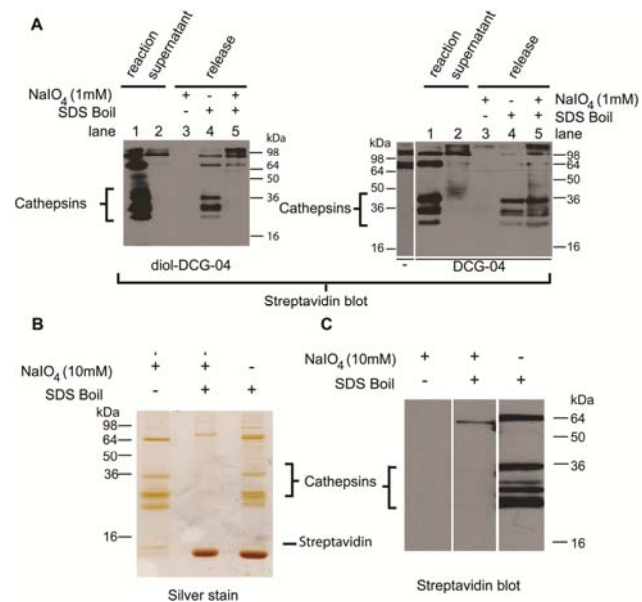 A
reaction
supernatant
release
NaIO4 (1mM) + - +
SDS Boil - + +
lane 1 2 3 4 5
kDa
98
64
50
36
16
Cathepsins
diol-DCG-04
reaction
supernatant
release
+ - + NaIO4 (1mM)
- + + SDS Boil
1 2 3 4 5 lane
kDa
98
64
50
36
16
kDa
98
64
50
36
16
Cathepsins
-
DCG-04
Streptavidin blot
B
NaIO4 (10mM) + + -
SDS Boil - + +
kDa
98
64
50
36
16
Cathepsins
Streptavidin
Silver stain
C
NaIO4 (10mM) + + -
SDS Boil - + +
kDa
64
50
36
16
Streptavidin blot